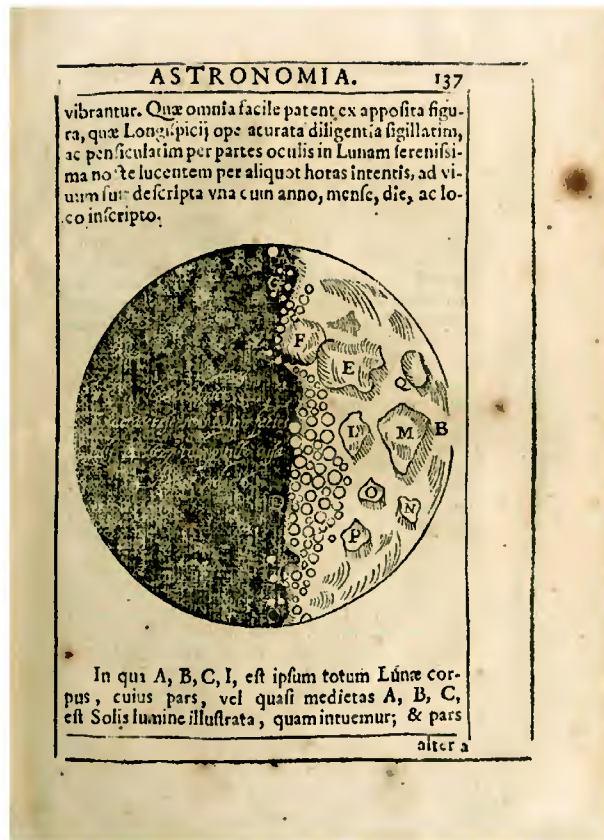 ASTRONOMIA. 137
vibrantur. Quæ omnia facile patent ex apposita figu-
ra, quæ Longispicij ope acurata diligentia sigillatim,
ac pensiculatim per partes oculis in Lunam serenissi-
ma nocte lucentem per aliquot horas intentis, ad vi-
uum fuit descripta vna cum anno, mense, die, ac lo-
co inscripto.
A
G
F
E
Q
L
M
B
O
N
P
D
C
In qua A, B, C, I, est ipsum totum Lunæ cor-
pus, cuius pars, vel quasi medietas A, B, C,
est Solis lumine illustrata, quam intuemur; & pars
altera